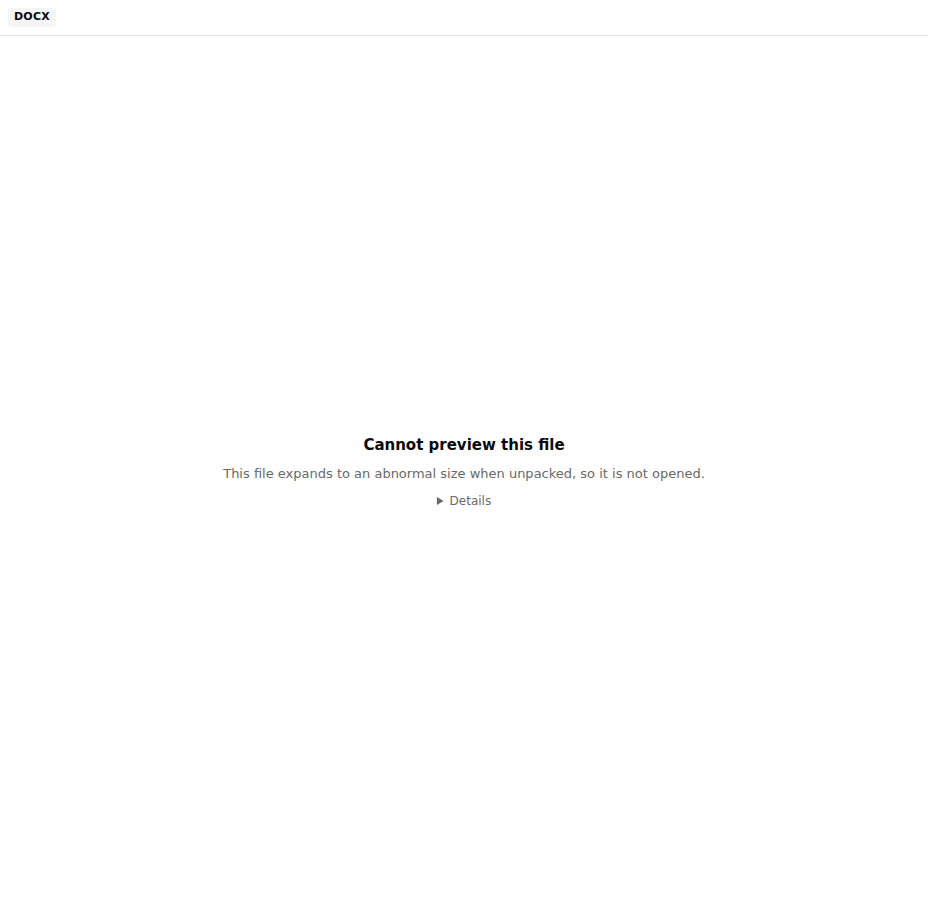 DOCX
Cannot preview this file
This file expands to an abnormal size when unpacked, so it is not opened.
Details